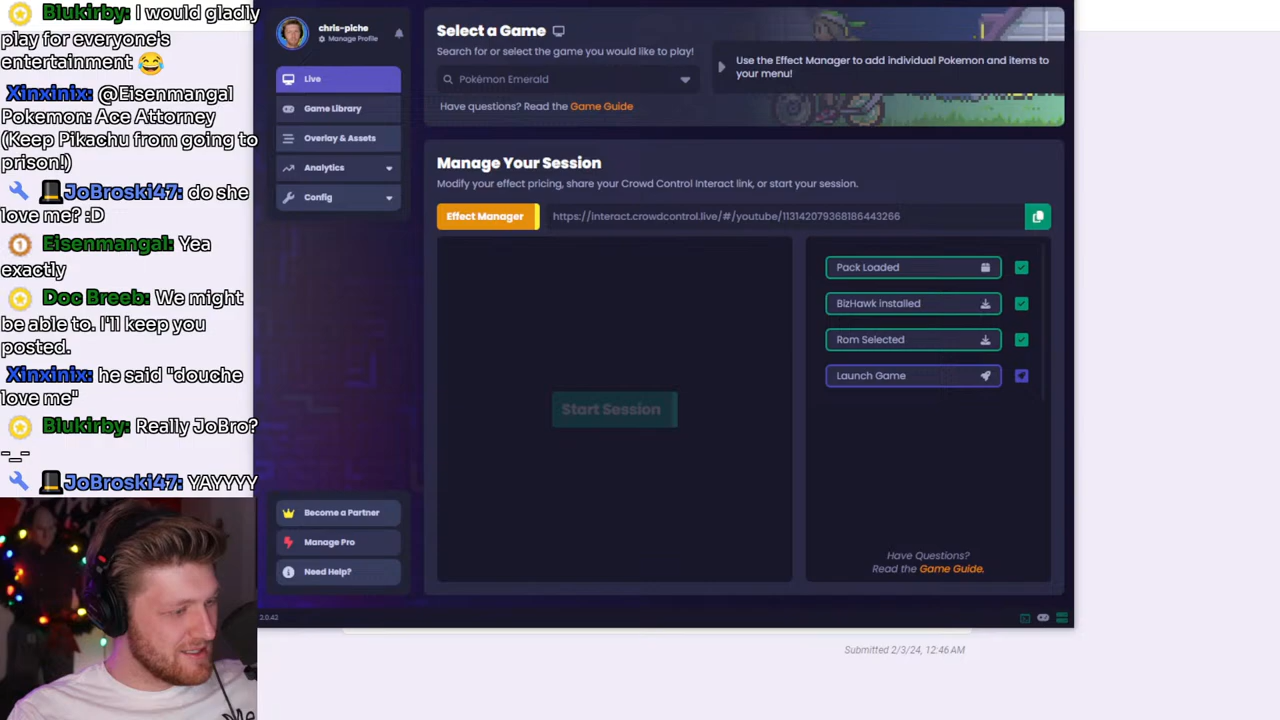 Blukirby: I would gladly
play for everyone's
entertainment 😂
Xinxinix: @Eisenmangal
Pokemon: Ace Attorney
(Keep Pikachu from going to
prison!)
JoBroski47: do she
love me? :D
Eisenmangal: Yea
exactly
Doc Breeb: We might
be able to. I'll keep you
posted.
Xinxinix: he said "douche
love me"
Blukirby: Really JoBro?
-_-
JoBroski47: YAYYYY
chris-piche
Manage Profile
Live
Game Library
Overlay & Assets
Analytics
Config
Become a Partner
Manage Pro
Need Help?
2.0.42
Select a Game
Search for or select the game you would like to play!
Pokémon Emerald
Have questions? Read the Game Guide
Use the Effect Manager to add individual Pokemon and items to
your menu!
Manage Your Session
Modify your effect pricing, share your Crowd Control Interact link, or start your session.
Effect Manager
https://interact.crowdcontrol.live/#/youtube/113142079368186443266
Start Session
Pack Loaded
BizHawk installed
Rom Selected
Launch Game
Have Questions?
Read the Game Guide.
Submitted 2/3/24, 12:46AM